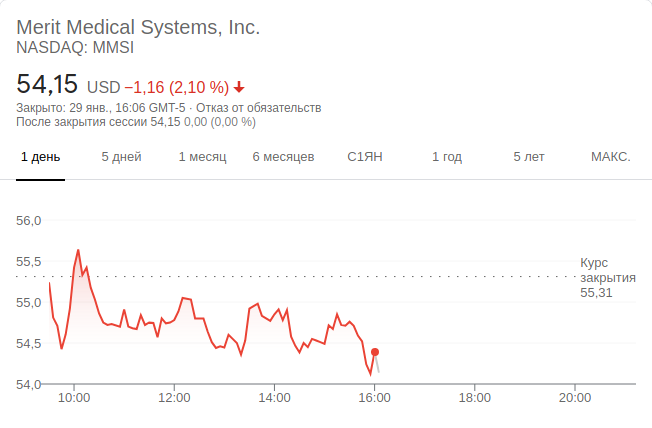 Merit Medical Systems, Inc.
NASDAQ: MMSI
54,15 USD −1,16 (2,10 %)
Закрыто: 29 янв., 16:06 GMT-5 · Отказ от обязательств
После закрытия сессии 54,15 0,00 (0,00 %)
1 день 5 дней 1 месяц 6 месяцев С1ЯН 1 год 5 лет МАКС.
56,0
55,5
Курс
закрытия
55,31
55,0
54,5
54,0
10:00 12:00 14:00 16:00 18:00 20:00